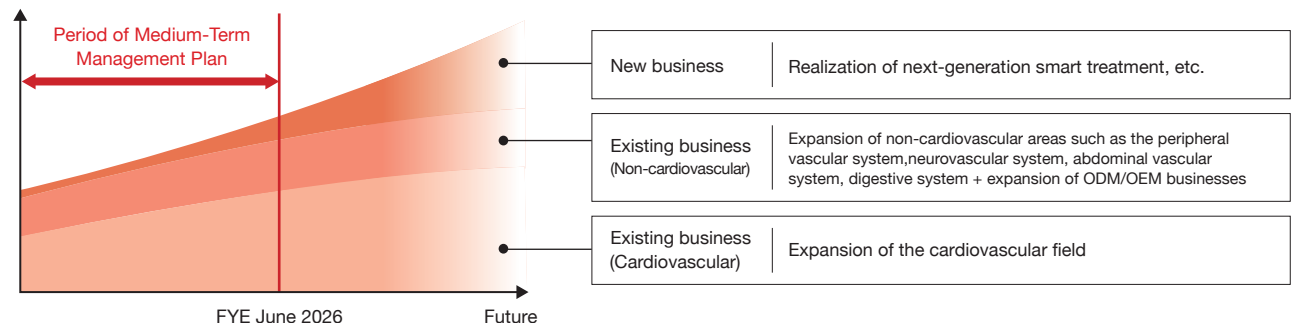 Period of Medium-Term
Management Plan
FYE June 2026
Future
New business
Realization of next-generation smart treatment, etc.
Existing business
(Non-cardiovascular)
Expansion of non-cardiovascular areas such as the peripheral
vascular system,neurovascular system, abdominal vascular
system, digestive system + expansion of ODM/OEM businesses
Existing business
(Cardiovascular)
Expansion of the cardiovascular field